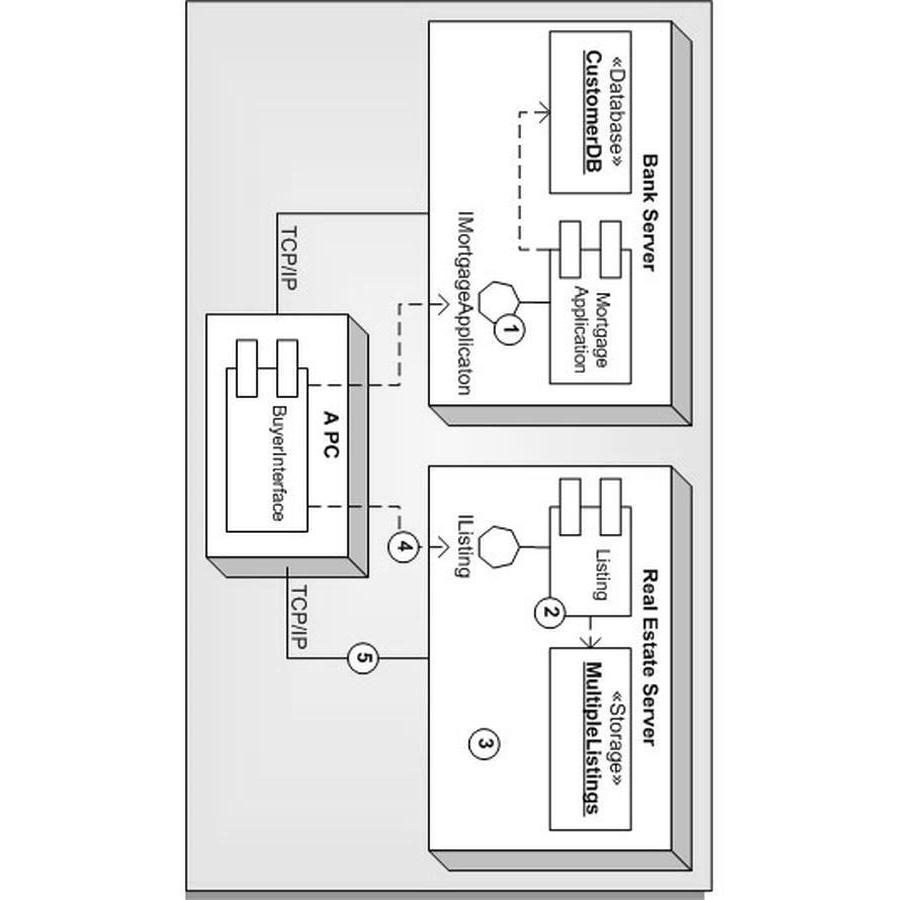 Bank Server
«Database»
CustomerDB
Mortgage
Application
1
IMortgageApplicaton
TCP/IP
Real Estate Server
Listing
2
«Storage»
MultipleListings
IListing
3
4
5
TCP/IP
A PC
BuyerInterface